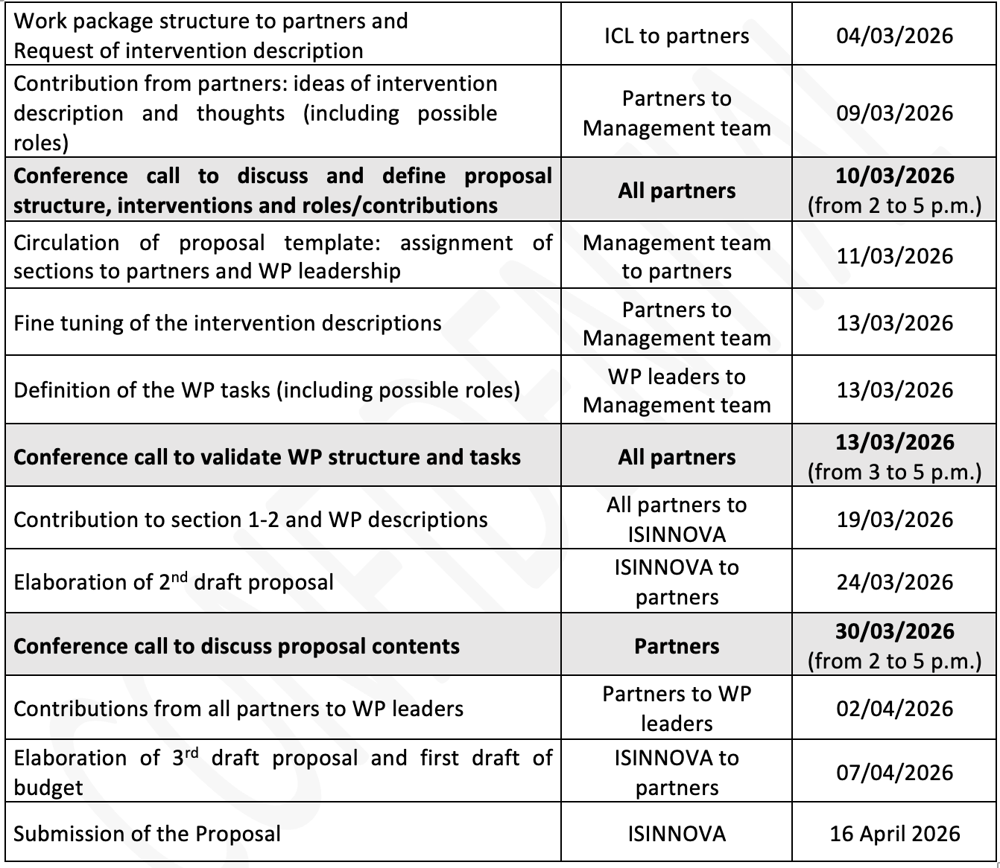 Work package structure to partners and
Request of intervention description
ICL to partners
04/03/2026
Contribution from partners: ideas of intervention
description and thoughts (including possible
roles)
Partners to
Management team
09/03/2026
Conference call to discuss and define proposal
structure, interventions and roles/contributions
All partners
10/03/2026
(from 2 to 5 p.m.)
Circulation of proposal template: assignment of
sections to partners and WP leadership
Management team
to partners
11/03/2026
Fine tuning of the intervention descriptions
Partners to
Management team
13/03/2026
Definition of the WP tasks (including possible roles)
WP leaders to
Management team
13/03/2026
Conference call to validate WP structure and tasks
All partners
13/03/2026
(from 3 to 5 p.m.)
Contribution to section 1-2 and WP descriptions
All partners to
ISINNOVA
19/03/2026
Elaboration of 2nd draft proposal
ISINNOVA to
partners
24/03/2026
Conference call to discuss proposal contents
Partners
30/03/2026
(from 2 to 5 p.m.)
Contributions from all partners to WP leaders
Partners to WP
leaders
02/04/2026
Elaboration of 3rd draft proposal and first draft of
budget
ISINNOVA to
partners
07/04/2026
Submission of the Proposal
ISINNOVA
16 April 2026
CONFIDENTIAL